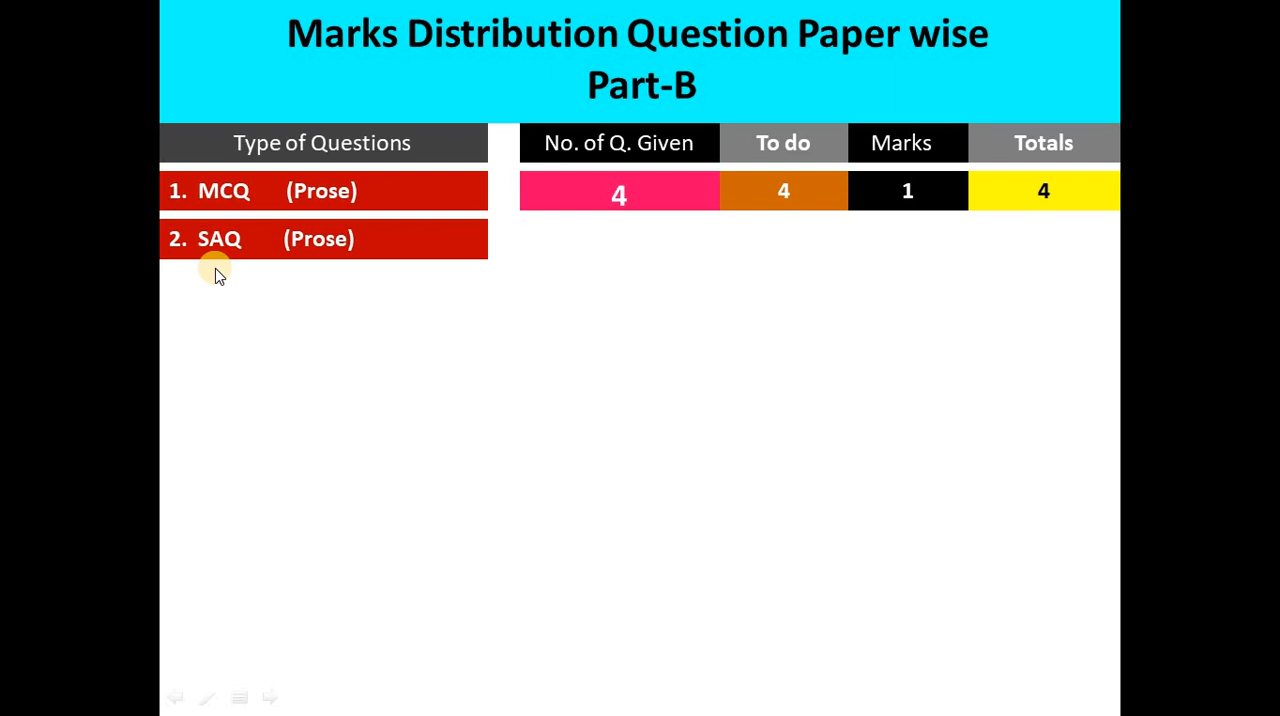 Marks Distribution Question Paper wise
Part-B
Type of Questions No. of Q. Given To do Marks Totals
1. MCQ (Prose) 4 4 1 4
2. SAQ (Prose)